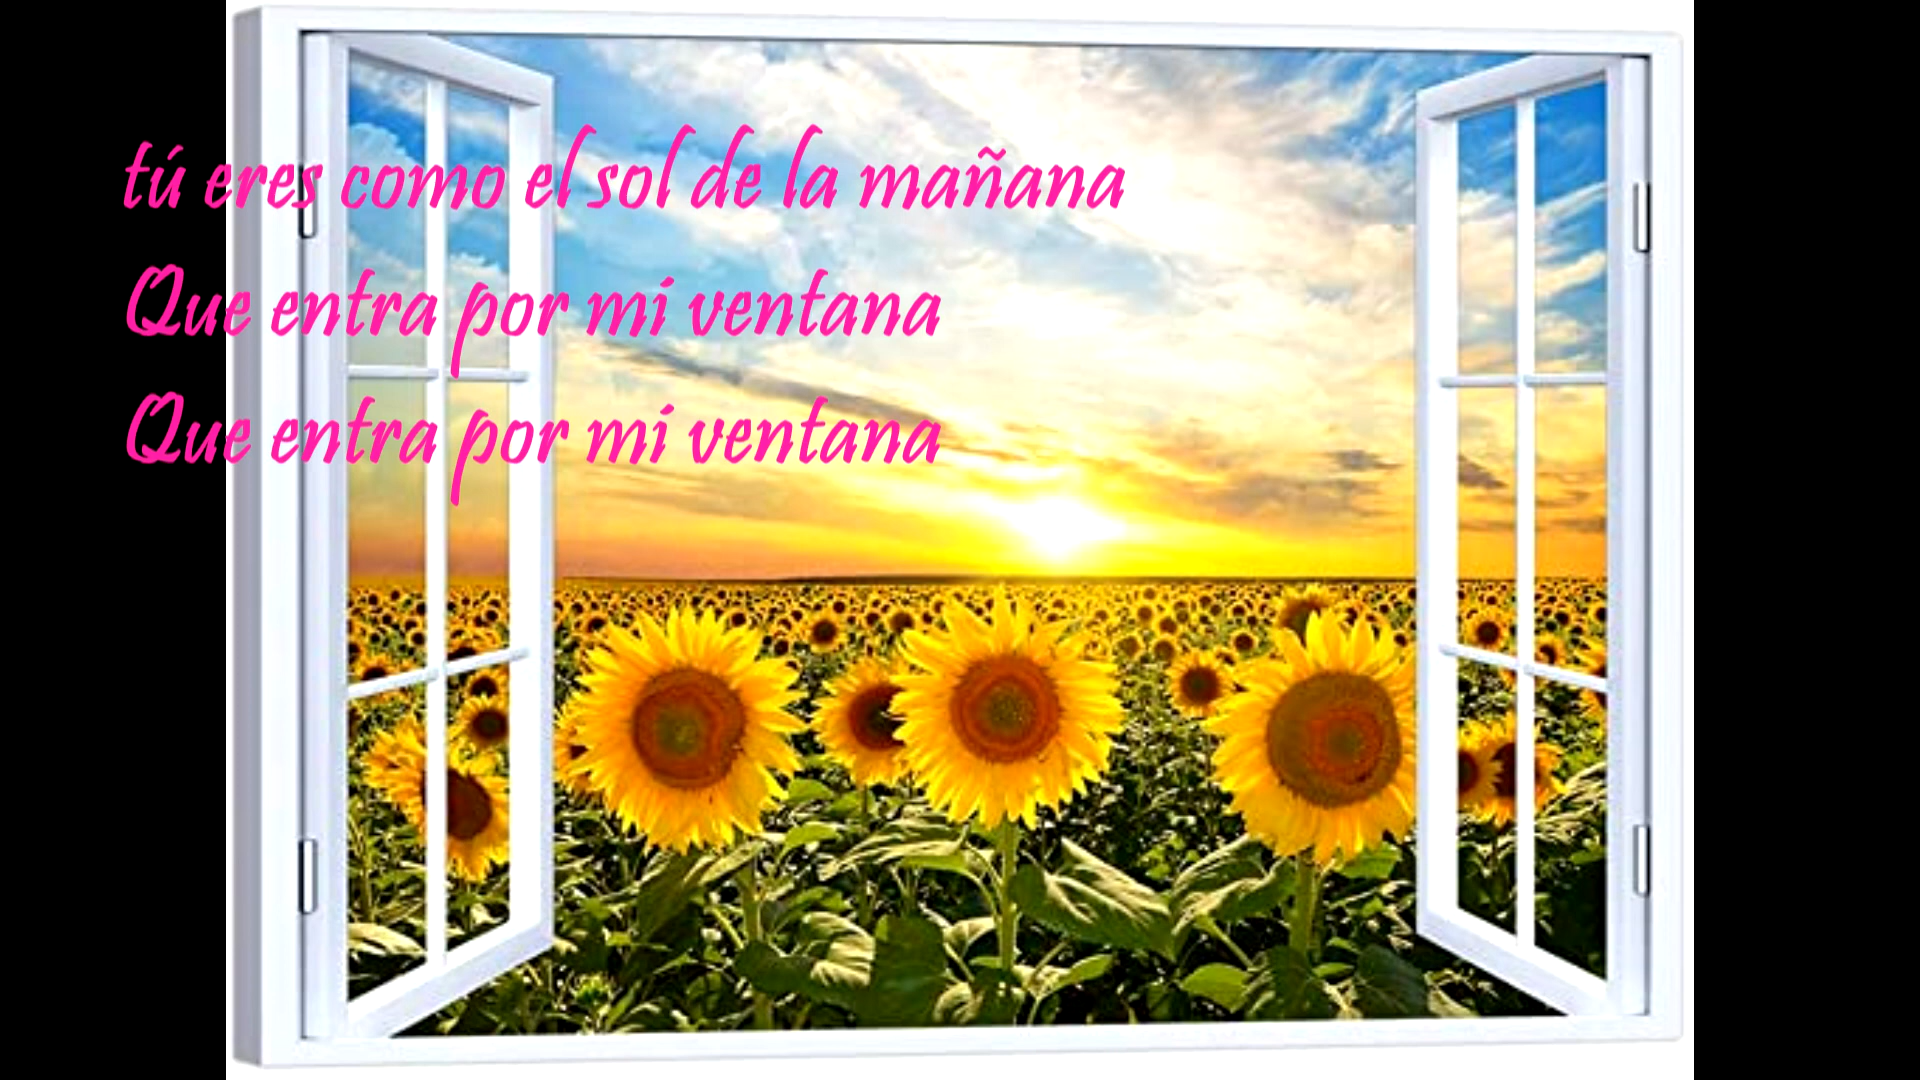 tú eres como el sol de la mañana
Que entra por mi ventana
Que entra por mi ventana